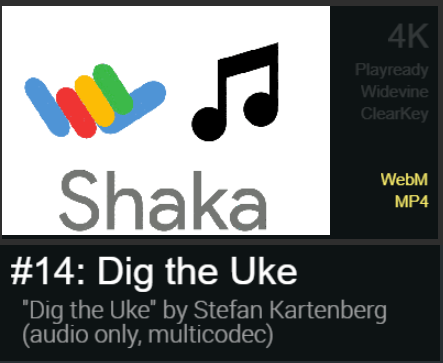 Shaka
4K
Playready
Widevine
ClearKey
WebM
MP4
#14: Dig the Uke
"Dig the Uke" by Stefan Kartenberg
(audio only, multicodec)